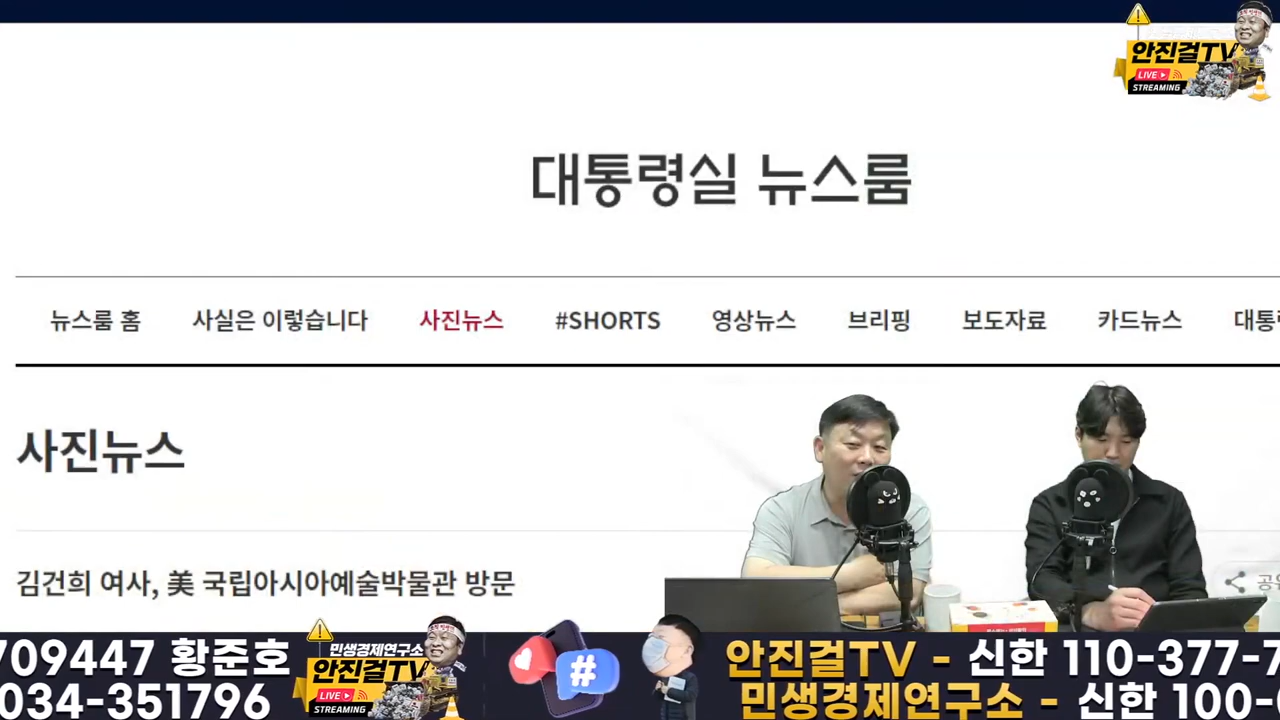 안진걸TV
LIVE
STREAMING
대통령실 뉴스룸
뉴스룸 홈 사실은 이렇습니다 사진뉴스 #SHORTS 영상뉴스 브리핑 보도자료 카드뉴스 대통
사진뉴스
김건희 여사, 美 국립아시아예술박물관 방문
공유
709447 황준호
034-351796
민생경제연구소
안진걸TV
LIVE
STREAMING
#
안진걸TV - 신한 110-377-7
민생경제연구소 - 신한 100-